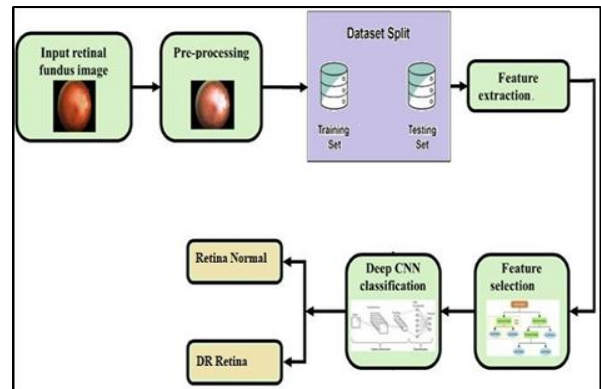 Input retinal
fundus image
Pre-processing
Dataset Split
Training
Set
Testing
Set
Feature
extraction.
Retina Normal
DR Retina
Deep CNN
classification
Feature
selection